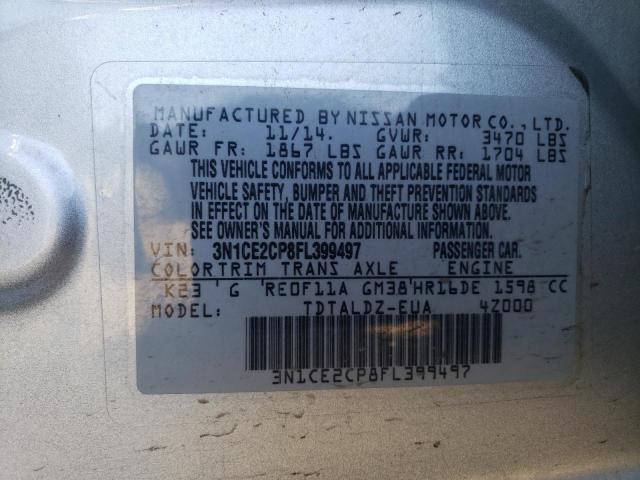 MANUFACTURED BY NISSAN MOTOR CO., LTD.
DATE: 11/14. GVWR: 3470 LBS
GAWR FR: 1867 LBS GAWR RR: 1704 LBS
THIS VEHICLE CONFORMS TO ALL APPLICABLE FEDERAL MOTOR
VEHICLE SAFETY, BUMPER AND THEFT PREVENTION STANDARDS
IN EFFECT ON THE DATE OF MANUFACTURE SHOWN ABOVE.
SEE OWNER'S MANUAL FOR ADDITIONAL INFORMATION.
VIN: 3N1CE2CP8FL399497 PASSENGER CAR.
COLOR TRIM TRANS AXLE ENGINE
K23 ' G 'RE0F11A GM38'HR16DE 1598 CC
MODEL: TDTALDZ-EUA 4Z000
3N1CE2CP8FL399497